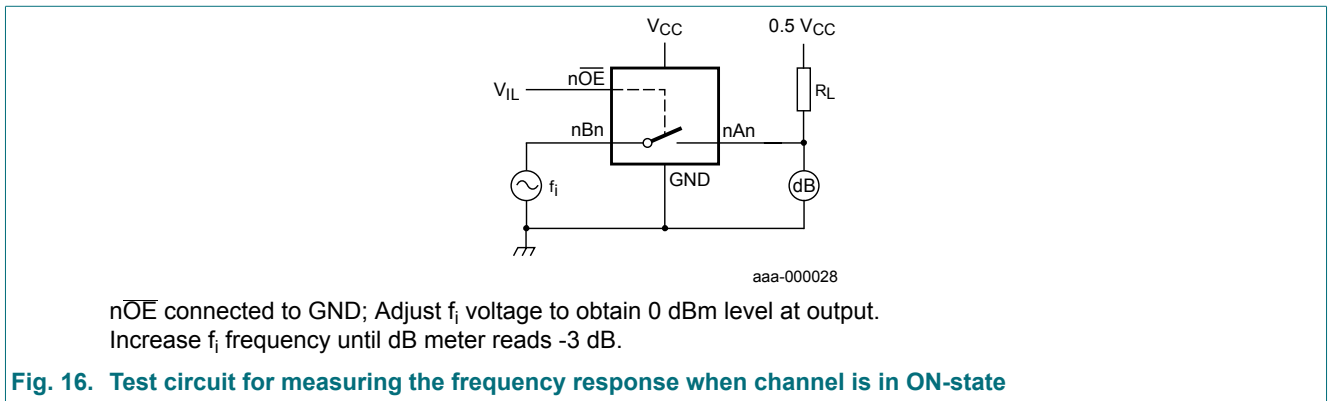 VCC
0.5 VCC
nO̅E̅
VIL
RL
nBn
nAn
GND
fi
dB
aaa-000028
nO̅E̅ connected to GND; Adjust fi voltage to obtain 0 dBm level at output.
Increase fi frequency until dB meter reads -3 dB.
Fig. 16. Test circuit for measuring the frequency response when channel is in ON-state